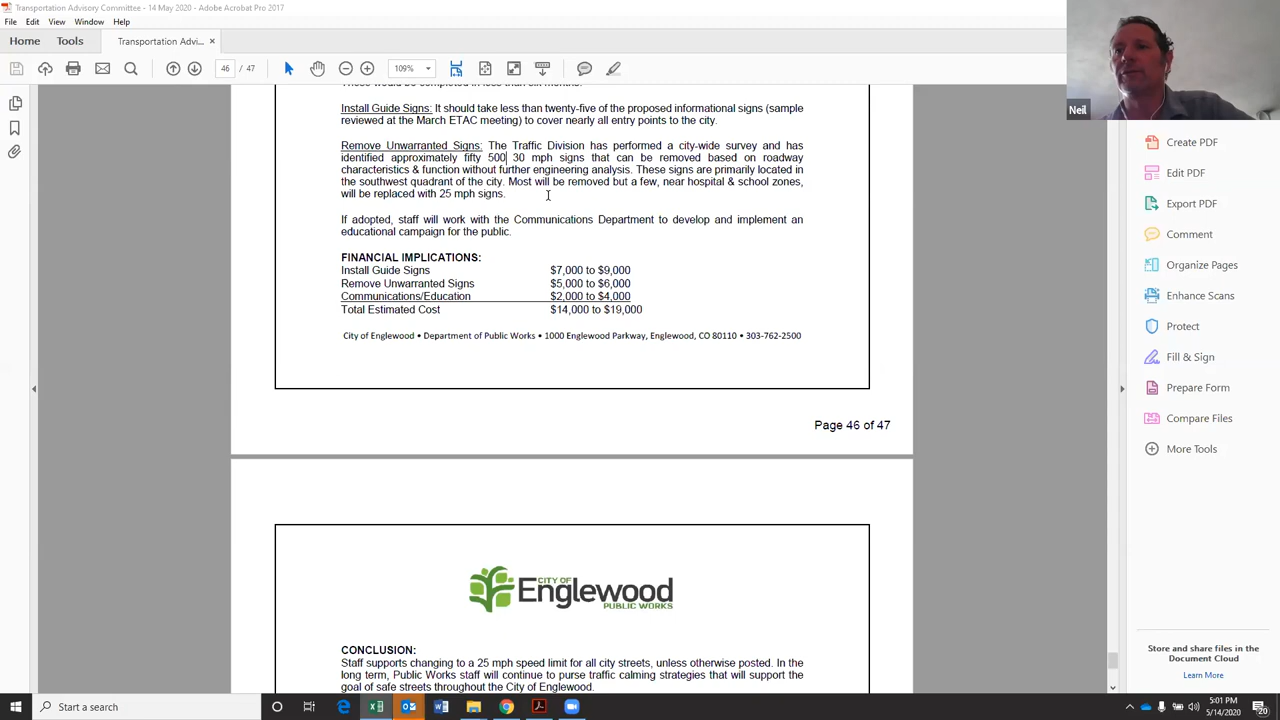 Transportation Advisory Committee - 14 May 2020 - Adobe Acrobat Pro 2017
File Edit View Window Help
Home Tools Transportation Advi... ×
46 / 47 109%
These would be completed in less than six months.
Install Guide Signs: It should take less than twenty-five of the proposed informational signs (sample
reviewed at the March ETAC meeting) to cover nearly all entry points to the city.
Remove Unwarranted Signs: The Traffic Division has performed a city-wide survey and has
identified approximately fifty 500 30 mph signs that can be removed based on roadway
characteristics & function without further engineering analysis. These signs are primarily located in
the southwest quadrant of the city. Most will be removed but a few, near hospital & school zones,
will be replaced with 25 mph signs.
If adopted, staff will work with the Communications Department to develop and implement an
educational campaign for the public.
FINANCIAL IMPLICATIONS:
Install Guide Signs $7,000 to $9,000
Remove Unwarranted Signs $5,000 to $6,000
Communications/Education $2,000 to $4,000
Total Estimated Cost $14,000 to $19,000
City of Englewood • Department of Public Works • 1000 Englewood Parkway, Englewood, CO 80110 • 303-762-2500
Page 46 of 47
CITY OF
Englewood
PUBLIC WORKS
CONCLUSION:
Staff supports changing to a 25 mph speed limit for all city streets, unless otherwise posted. In the
long term, Public Works staff will continue to purse traffic calming strategies that will support the
goal of safe streets throughout the City of Englewood.
Neil
Create PDF
Edit PDF
Export PDF
Comment
Organize Pages
Enhance Scans
Protect
Fill & Sign
Prepare Form
Compare Files
More Tools
Store and share files in the
Document Cloud
Learn More
Start a search
5:01 PM
5/14/2020
20